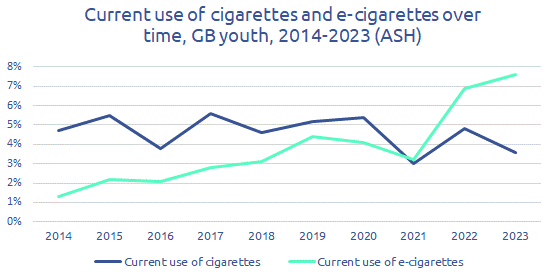 Current use of cigarettes and e-cigarettes over
time, GB youth, 2014-2023 (ASH)
8%
7%
6%
5%
4%
3%
2%
1%
0%
2014 2015 2016 2017 2018 2019 2020 2021 2022 2023
Current use of cigarettes Current use of e-cigarettes